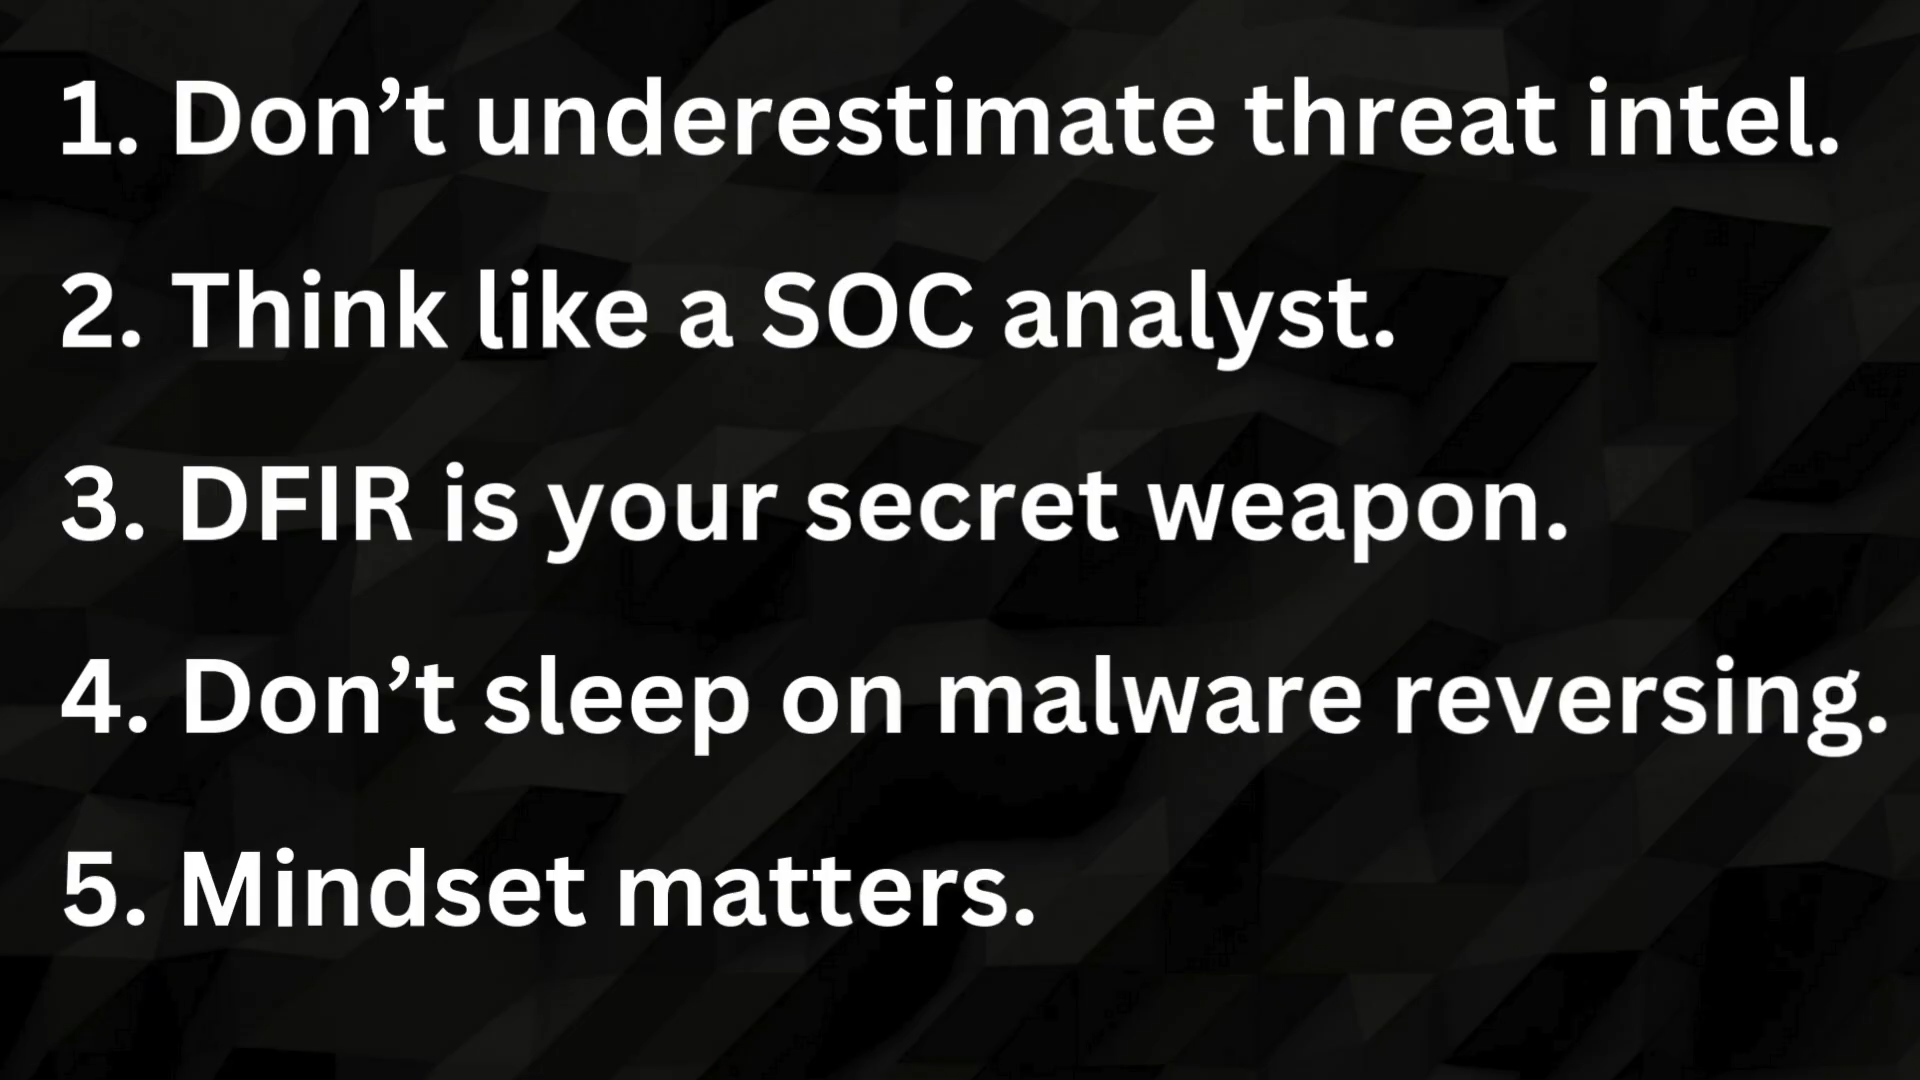 1. Don’t underestimate threat intel.
2. Think like a SOC analyst.
3. DFIR is your secret weapon.
4. Don’t sleep on malware reversing.
5. Mindset matters.